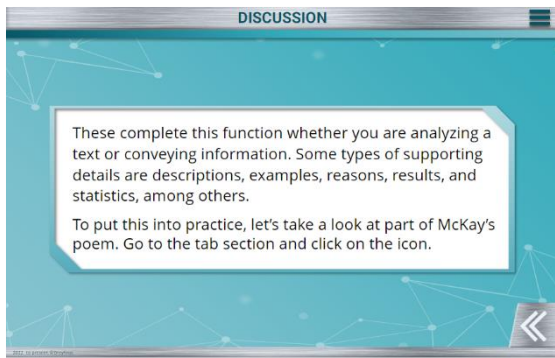 DISCUSSION
These complete this function whether you are analyzing a
text or conveying information. Some types of supporting
details are descriptions, examples, reasons, results, and
statistics, among others.
To put this into practice, let's take a look at part of McKay's
poem. Go to the tab section and click on the icon.
2022